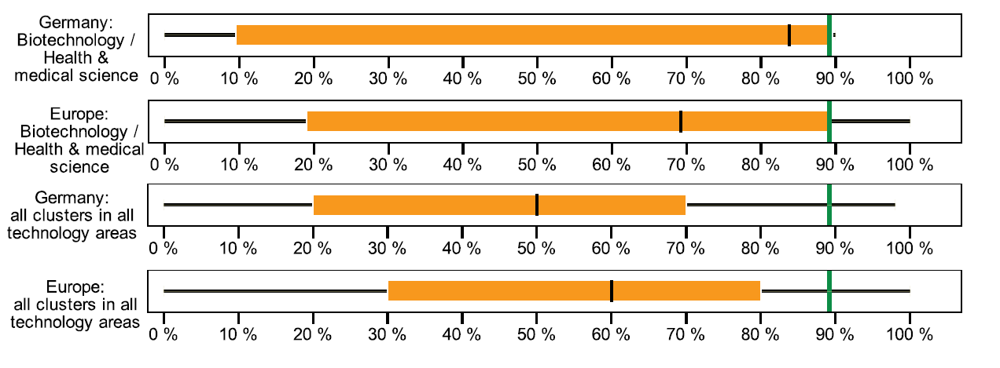 Germany:
Biotechnology /
Health &
medical science
0 % 10 % 20 % 30 % 40 % 50 % 60 % 70 % 80 % 90 % 100 %
Europe:
Biotechnology /
Health & medical
science
0 % 10 % 20 % 30 % 40 % 50 % 60 % 70 % 80 % 90 % 100 %
Germany:
all clusters in all
technology areas
0 % 10 % 20 % 30 % 40 % 50 % 60 % 70 % 80 % 90 % 100 %
Europe:
all clusters in all
technology areas
0 % 10 % 20 % 30 % 40 % 50 % 60 % 70 % 80 % 90 % 100 %